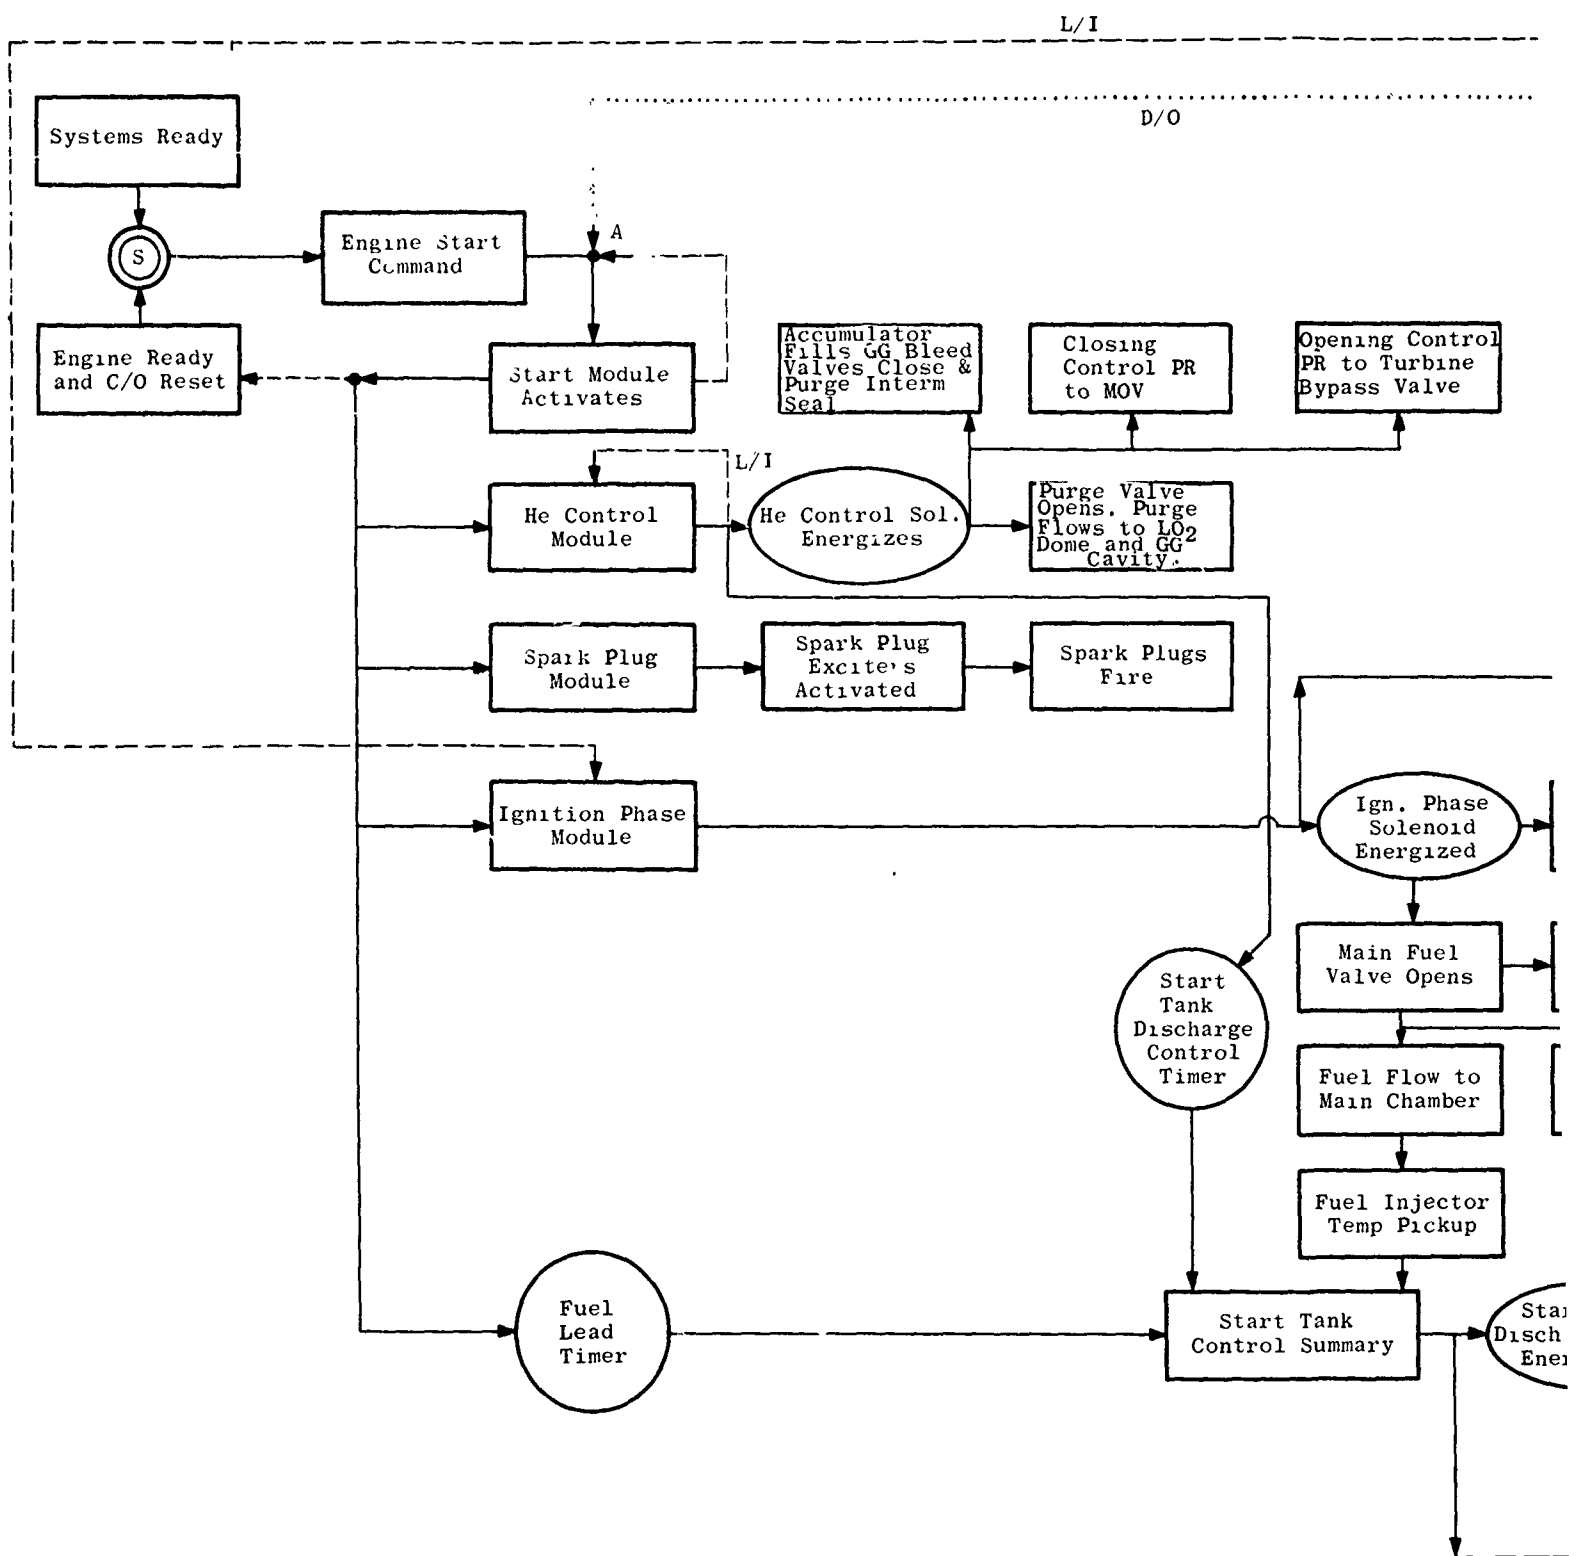 L/I
D/O
Systems Ready
S
Engine Start
Command
A
Engine Ready
and C/O Reset
Start Module
Activates
Accumulator
Fills GG Bleed
Valves Close &
Purge Interm
Seal
Closing
Control PR
to MOV
Opening Control
PR to Turbine
Bypass Valve
L/I
He Control
Module
He Control Sol.
Energizes
Purge Valve
Opens. Purge
Flows to LO2
Dome and GG
Cavity.
Spark Plug
Module
Spark Plug
Activated
Spark Plugs
Fire
Ignition Phase
Module
Ign. Phase
Solenoid
Energized
Main Fuel
Valve Opens
Start
Tank
Discharge
Control
Timer
Fuel Flow to
Main Chamber
Fuel Injector
Temp Pickup
Fuel
Lead
Timer
Start Tank
Control Summary